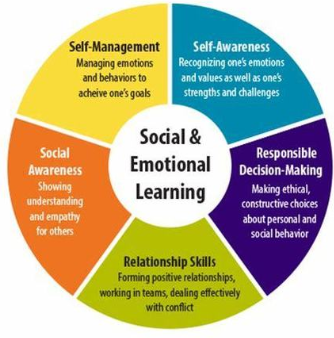 Self-Management
Managing emotions
and behaviors to
acheive one's goals
Self-Awareness
Recognizing one's emotions
and values as well as one's
strengths and challenges
Social &
Emotional
Learning
Social
Awareness
Showing
understanding
and empathy
for others
Responsible
Decision-Making
Making ethical,
constructive choices
about personal and
social behavior
Relationship Skills
Forming positive relationships,
working in teams, dealing effectively
with conflict